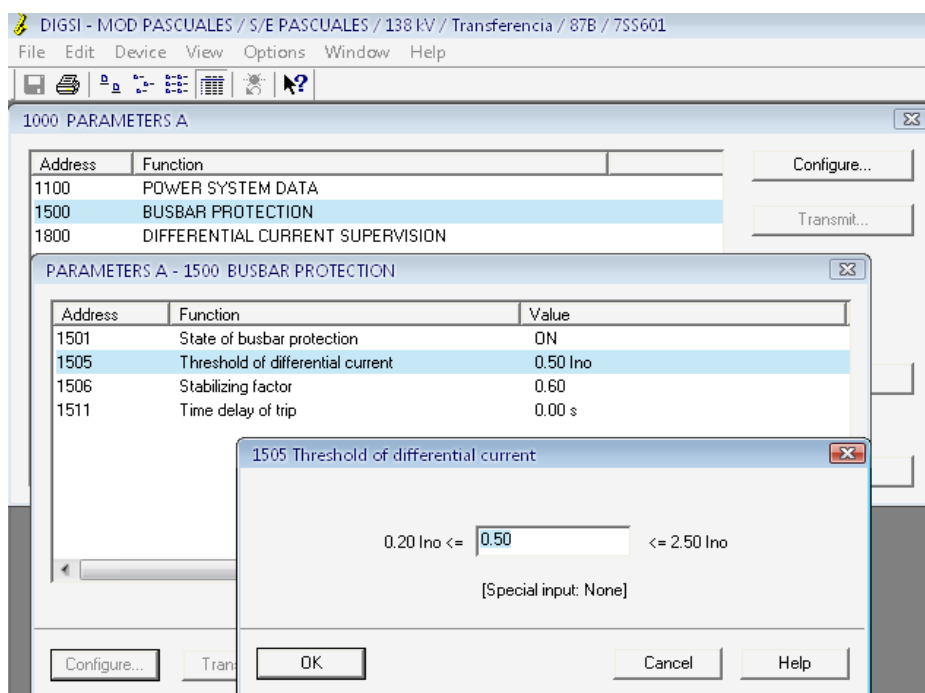 DIGSI - MOD PASCUALES / S/E PASCUALES / 138 kV / Transferencia / 87B / 7SS601
File Edit Device View Options Window Help
1000 PARAMETERS A
Address Function
Configure...
1100 POWER SYSTEM DATA
1500 BUSBAR PROTECTION
Transmit...
1800 DIFFERENTIAL CURRENT SUPERVISION
PARAMETERS A - 1500 BUSBAR PROTECTION
Address Function Value
1501 State of busbar protection ON
1505 Threshold of differential current 0.50 Ino
1506 Stabilizing factor 0.60
1511 Time delay of trip 0.00 s
1505 Threshold of differential current
0.20 Ino <= 0.50 <= 2.50 Ino
[Special input: None]
Configure... Tran
OK Cancel Help